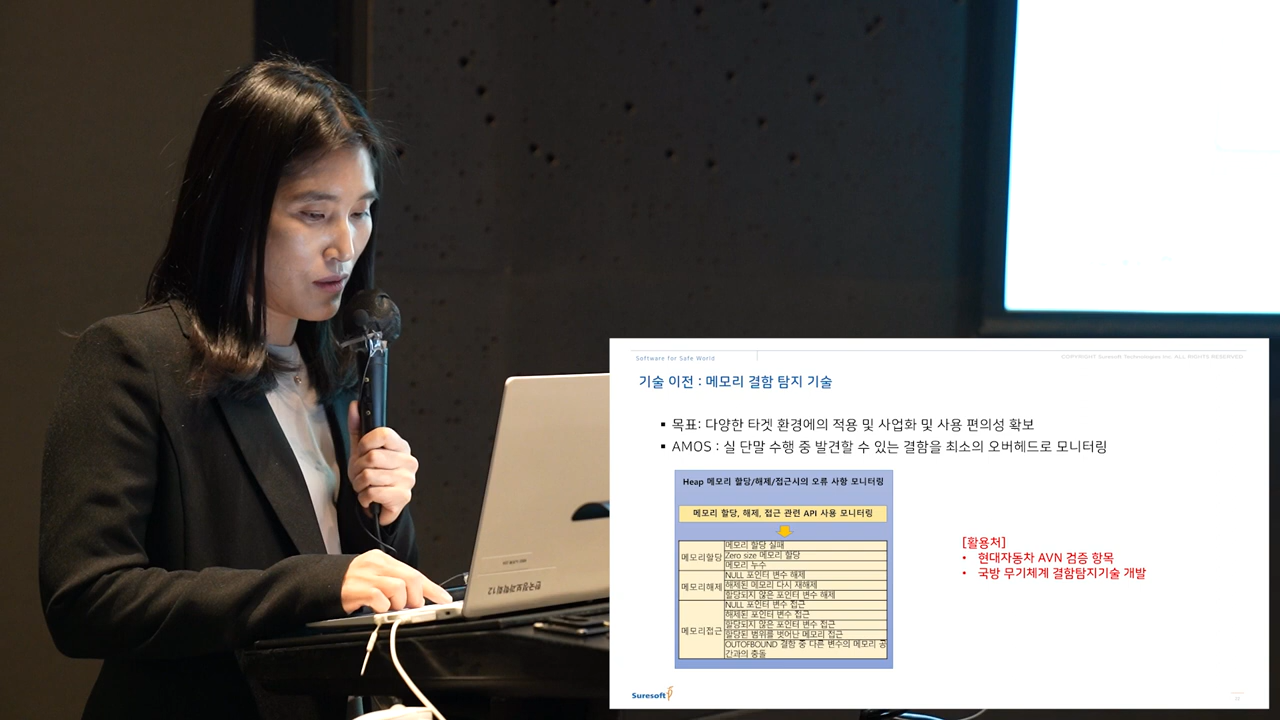 Software for Safe World
COPYRIGHT Suresoft Technologies Inc. ALL RIGHTS RESERVED
기술 이전 : 메모리 결함 탐지 기술
▪ 목표: 다양한 타겟 환경에의 적용 및 사업화 및 사용 편의성 확보
▪ AMOS : 실 단말 수행 중 발견할 수 있는 결함을 최소의 오버헤드로 모니터링
Heap 메모리 할당/해제/접근시의 오류 사항 모니터링
메모리 할당, 해제, 접근 관련 API 사용 모니터링
메모리할당
메모리 할당 실패
Zero size 메모리 할당
메모리 누수
메모리해제
NULL 포인터 변수 해제
해제된 메모리 다시 재해제
할당되지 않은 포인터 변수 해제
메모리접근
NULL 포인터 변수 접근
해제된 포인터 변수 접근
할당되지 않은 포인터 변수 접근
할당된 범위를 벗어난 메모리 접근
OUTOFBOUND 결함 중 다른 변수의 메모리 공
간과의 충돌
[활용처]
• 현대자동차 AVN 검증 항목
• 국방 무기체계 결함탐지기술 개발
Suresoft
한국정보과학회12